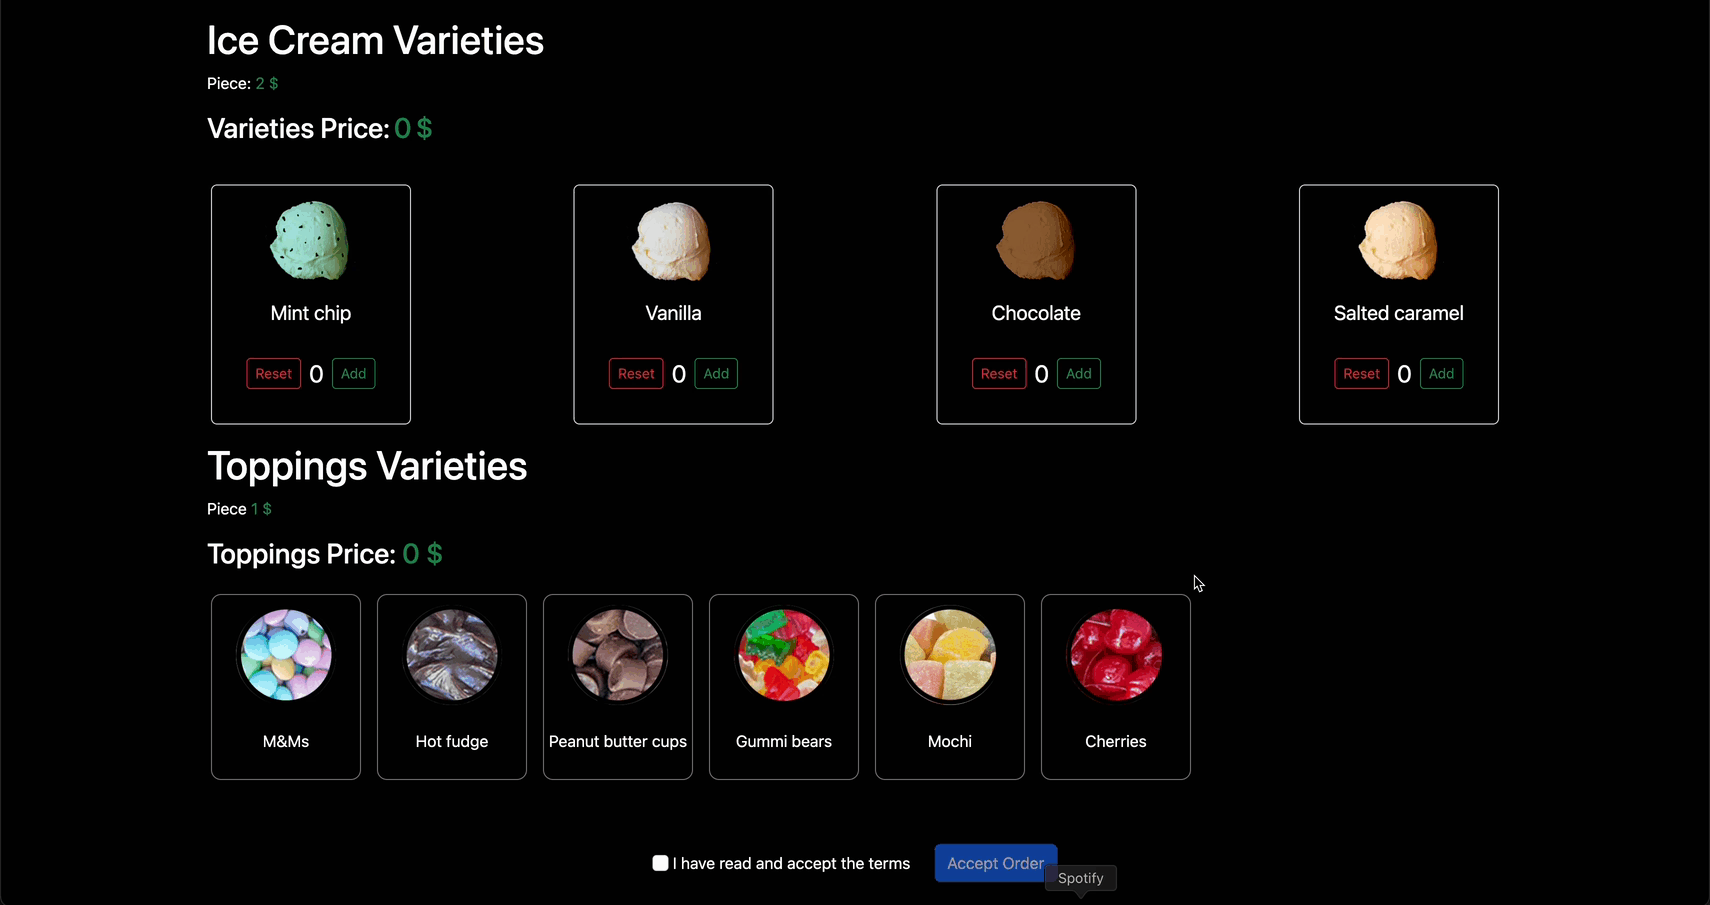 Ice Cream Varieties
Piece: 2 $
Varieties Price: 0 $
Mint chip
Vanilla
Chocolate
Salted caramel
Reset 0 Add
Reset 0 Add
Reset 0 Add
Reset 0 Add
Toppings Varieties
Piece 1 $
Toppings Price: 0 $
M&Ms
Hot fudge
Peanut butter cups
Gummi bears
Mochi
Cherries
I have read and accept the terms
Accept Order
Spotify